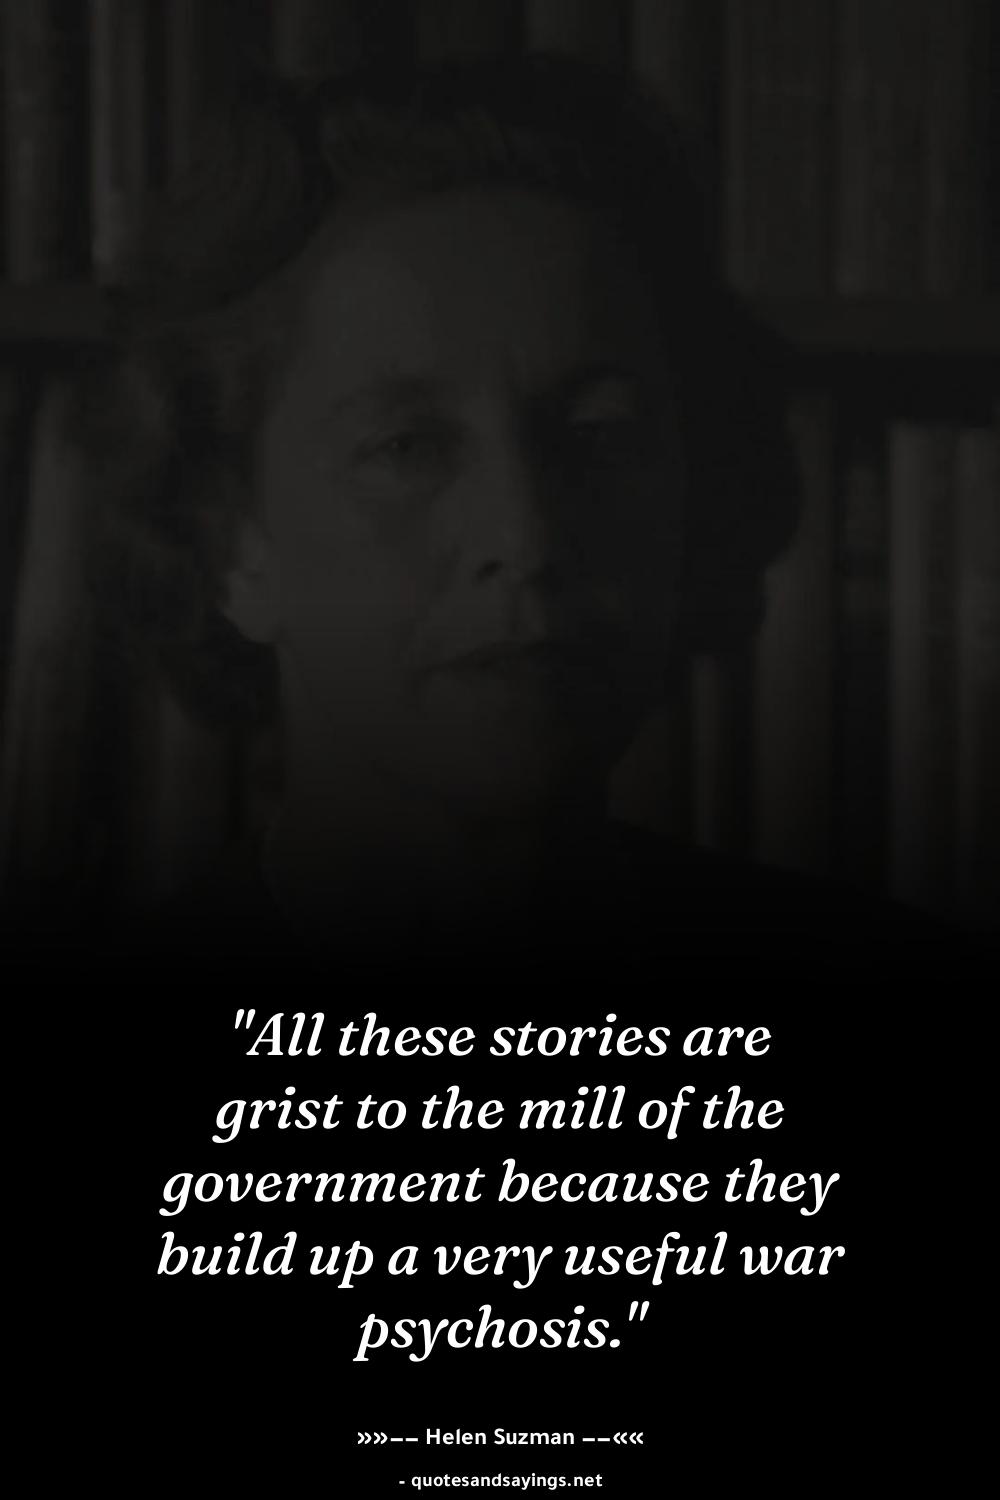 "All these stories are
grist to the mill of the
government because they
build up a very useful war
psychosis."
»»−− Helen Suzman −−««
- quotesandsayings.net